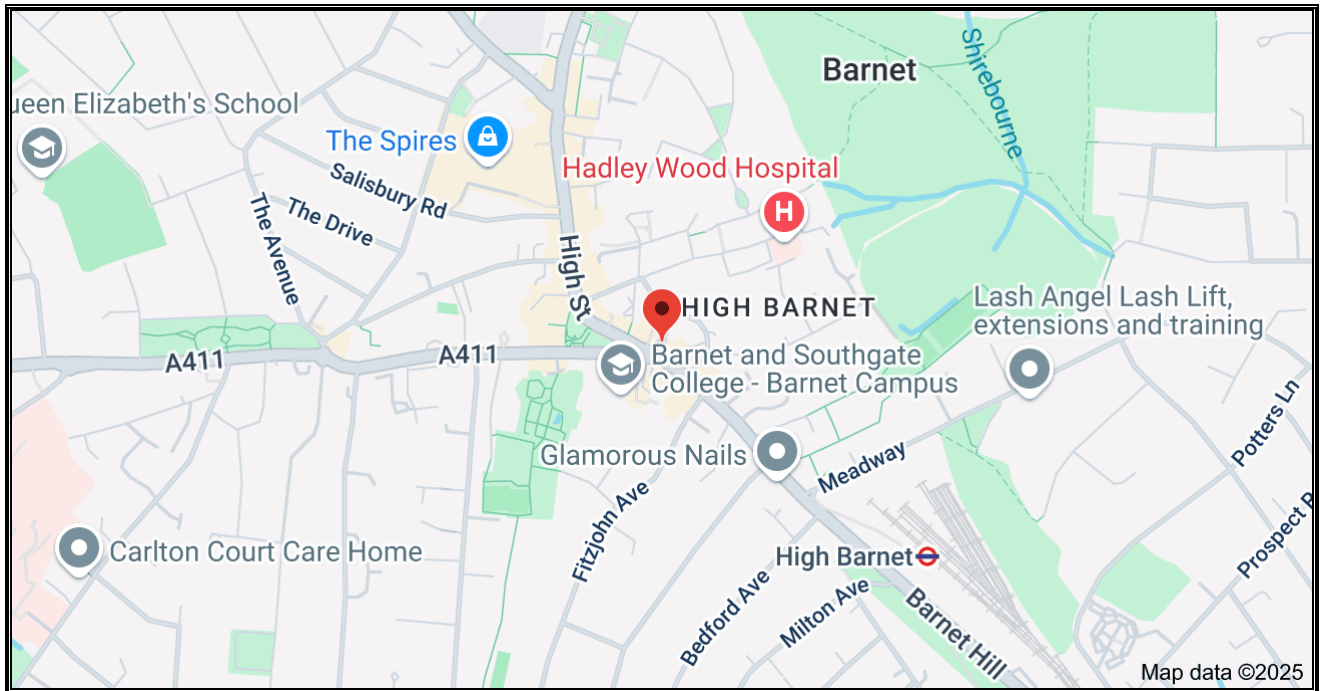 Barnet
Shirebourne
ueen Elizabeth's School
The Spires
Hadley Wood Hospital
H
Salisbury Rd
The Drive
The Avenue
High St
HIGH BARNET
Lash Angel Lash Lift,
extensions and training
A411
A411
Barnet and Southgate
College - Barnet Campus
Glamorous Nails
Meadway
Potters Ln
Fitzjohn Ave
Prospect R
Carlton Court Care Home
High Barnet
Bedford Ave
Milton Ave
Barnet Hill
Map data ©2025